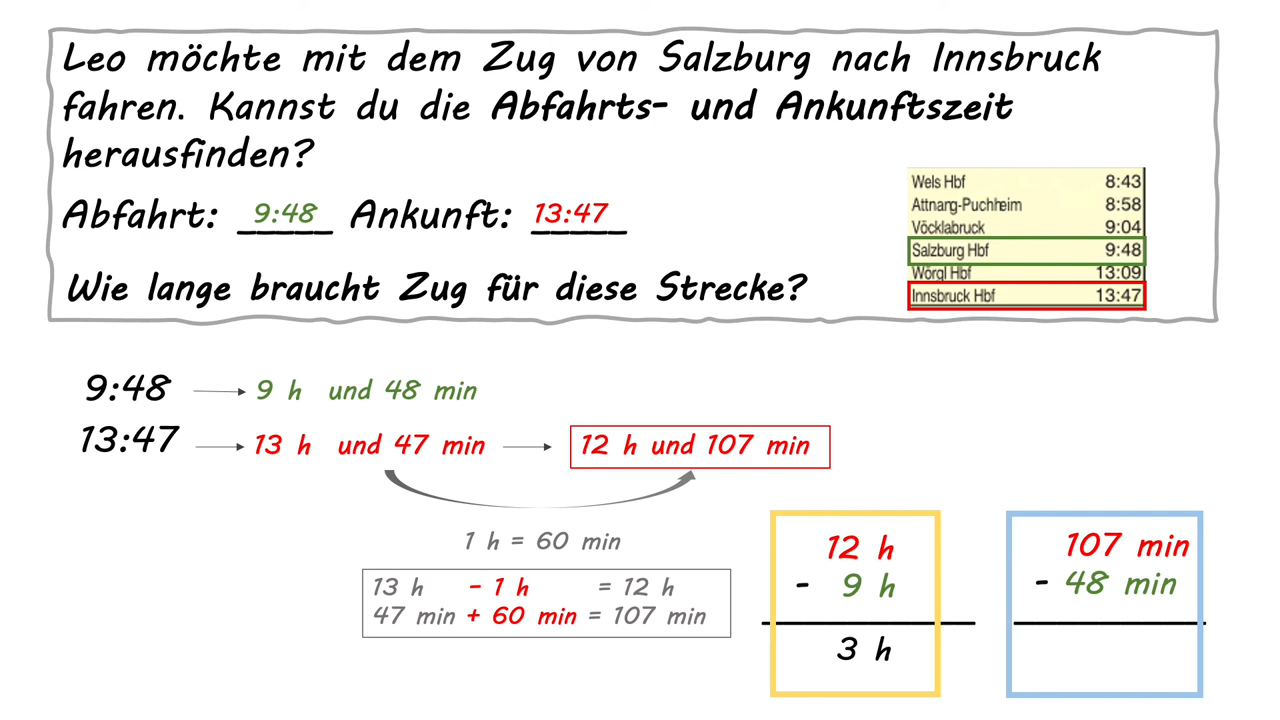 Leo möchte mit dem Zug von Salzburg nach Innsbruck
fahren. Kannst du die Abfahrts- und Ankunftszeit
herausfinden?
Abfahrt: 9:48 Ankunft: 13:47
Wie lange braucht Zug für diese Strecke?
Wels Hbf 8:43
Attnang-Puchheim 8:58
Vöcklabruck 9:04
Salzburg Hbf 9:48
Wörgl Hbf 13:09
Innsbruck Hbf 13:47
9:48 → 9 h und 48 min
13:47 → 13 h und 47 min → 12 h und 107 min
1 h = 60 min
13 h - 1 h = 12 h
47 min + 60 min = 107 min
12 h
- 9 h
3 h
107 min
- 48 min